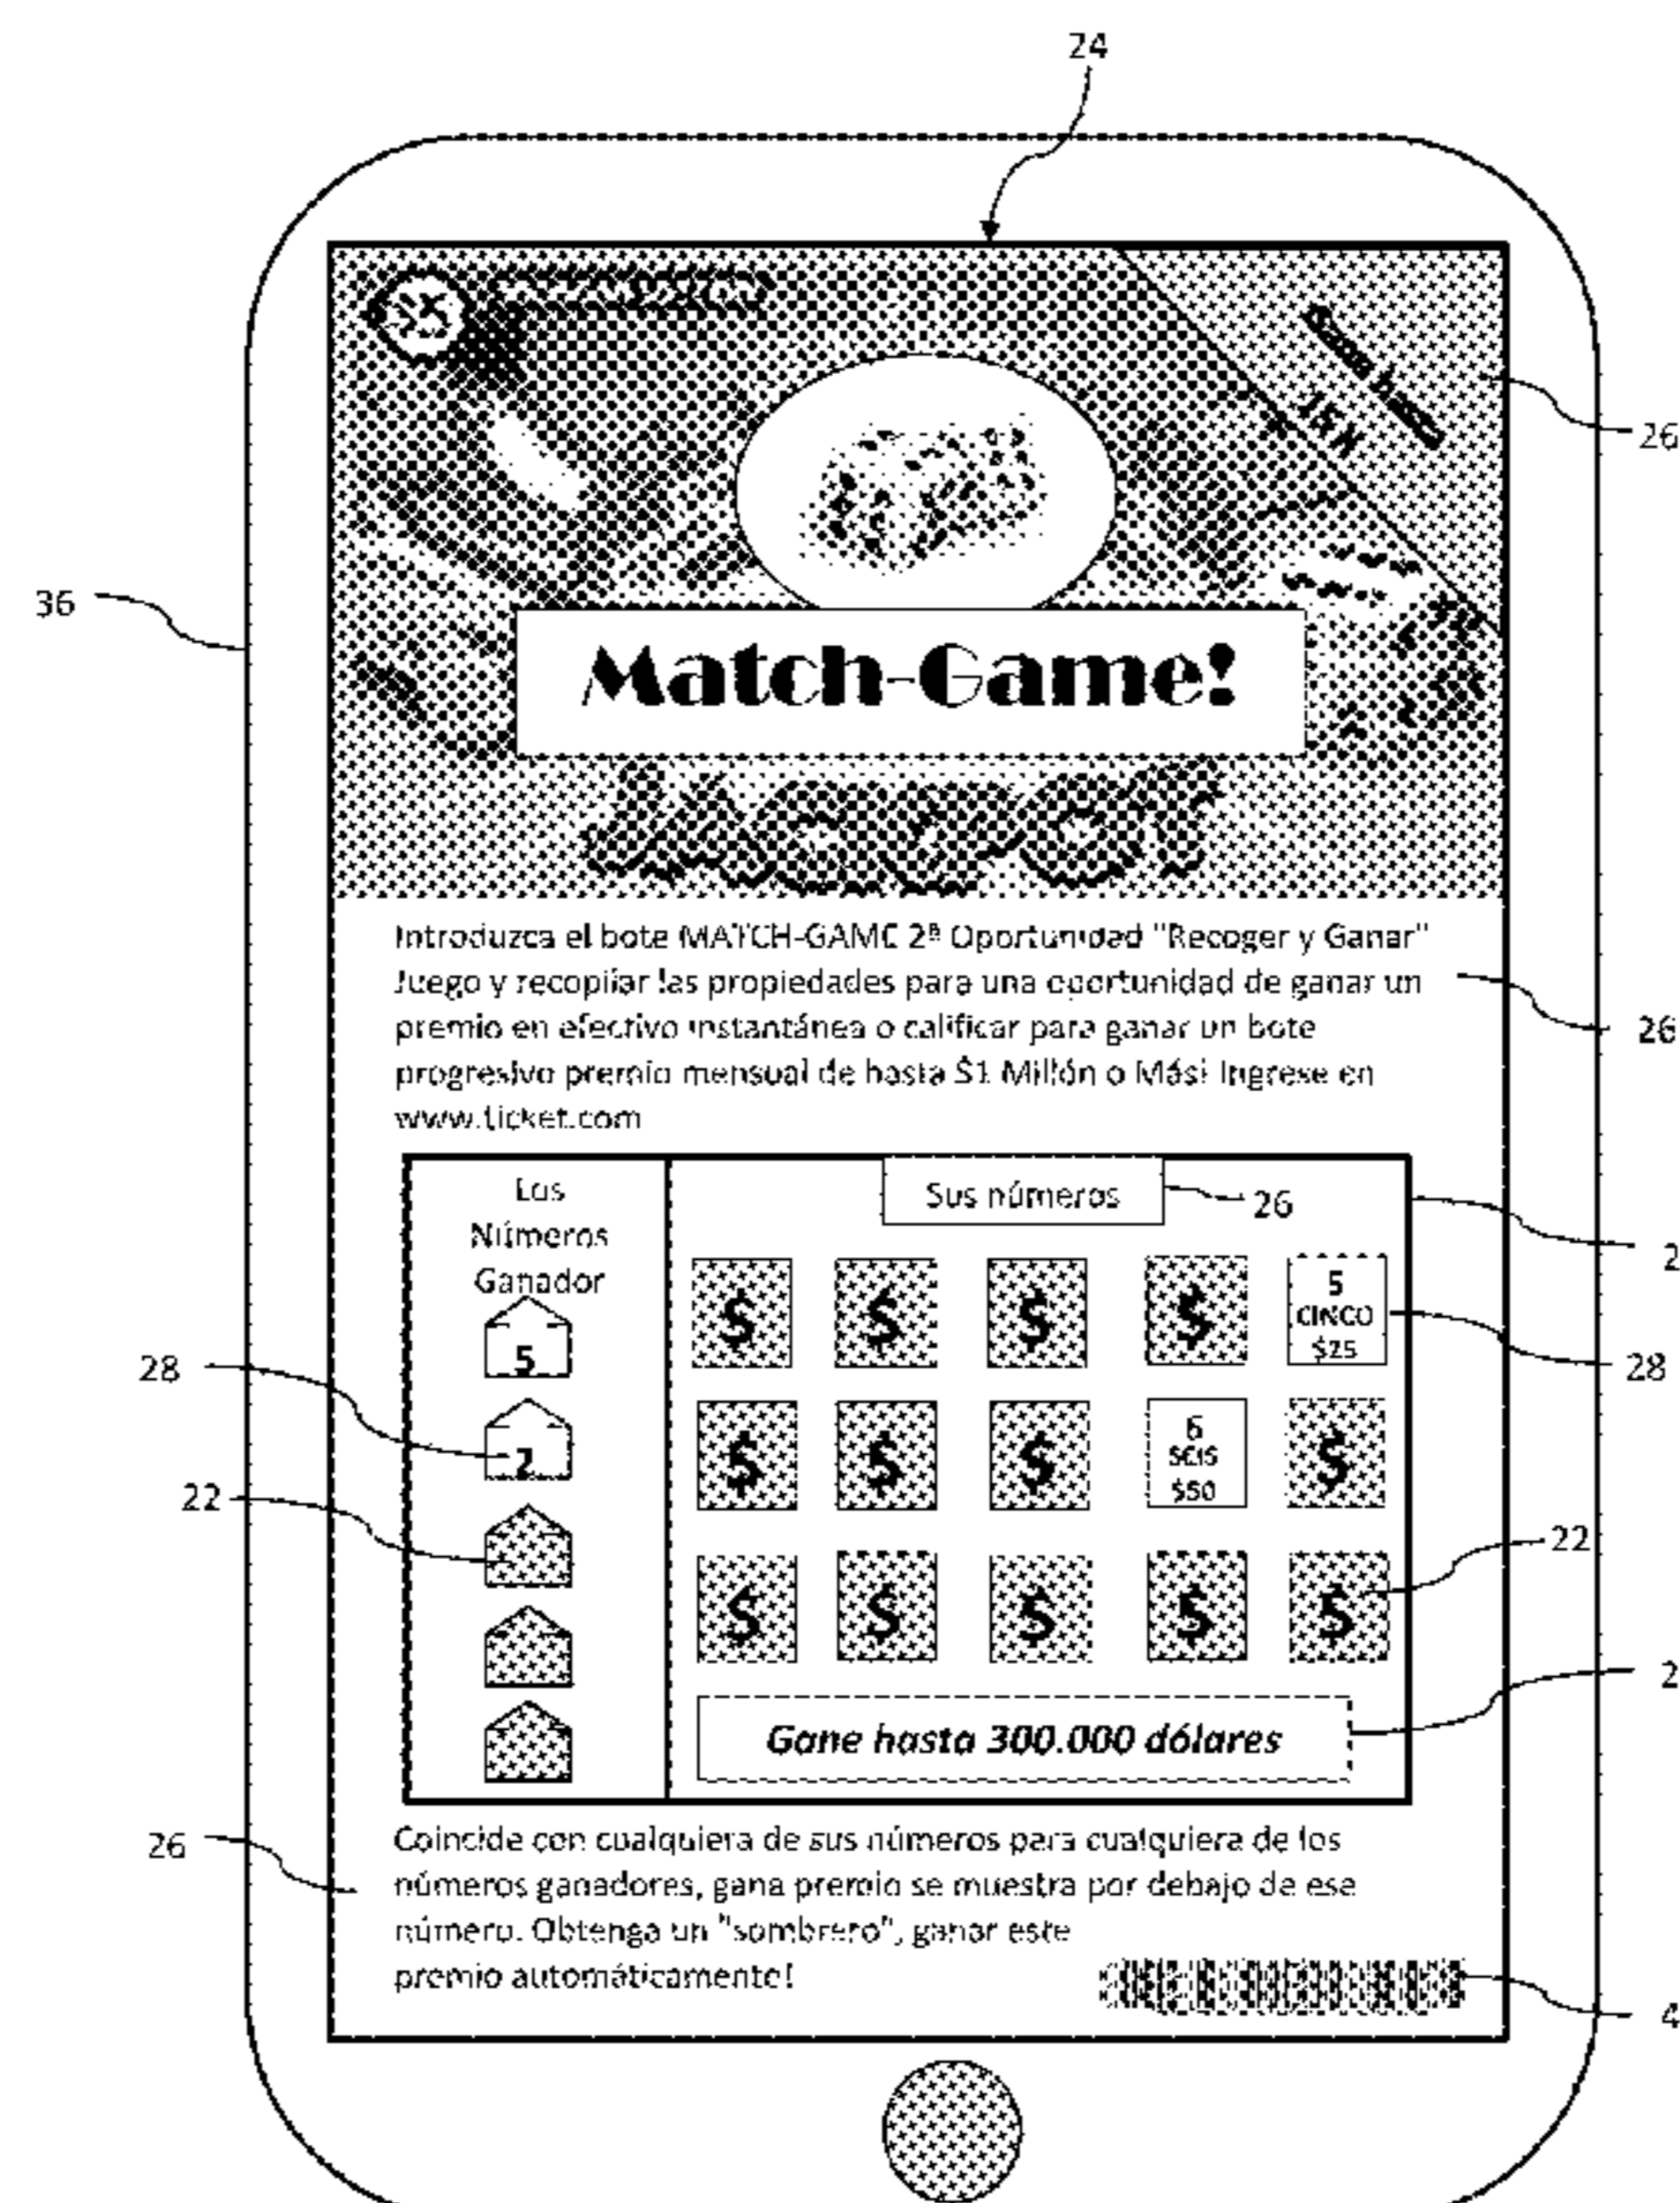 24
26
36
Match-Game!
Introduzca el bote MATCH-GAMC 2ª Oportunidad "Recoger y Ganar"
Juego y recopilar las propiedades para una oportunidad de ganar un
26
premio en efectivo instantánea o calificar para ganar un bote
progresivo premio mensual de hasta $1 Millón o Más! Ingrese en
www.ticket.com
Los
Números
Ganador
Sus números
26
2
5
2
28
22
$ $ $ $
5
CINCO
$25
28
$ $ $
6
SEIS
$50
$
$ $ $ $ $
22
Gane hasta 300.000 dólares
2
26
Coincide con cualquiera de sus números para cualquiera de los
números ganadores, gana premio se muestra por debajo de ese
número. Obtenga un "sombrero", ganar este
premio automáticamente!
4